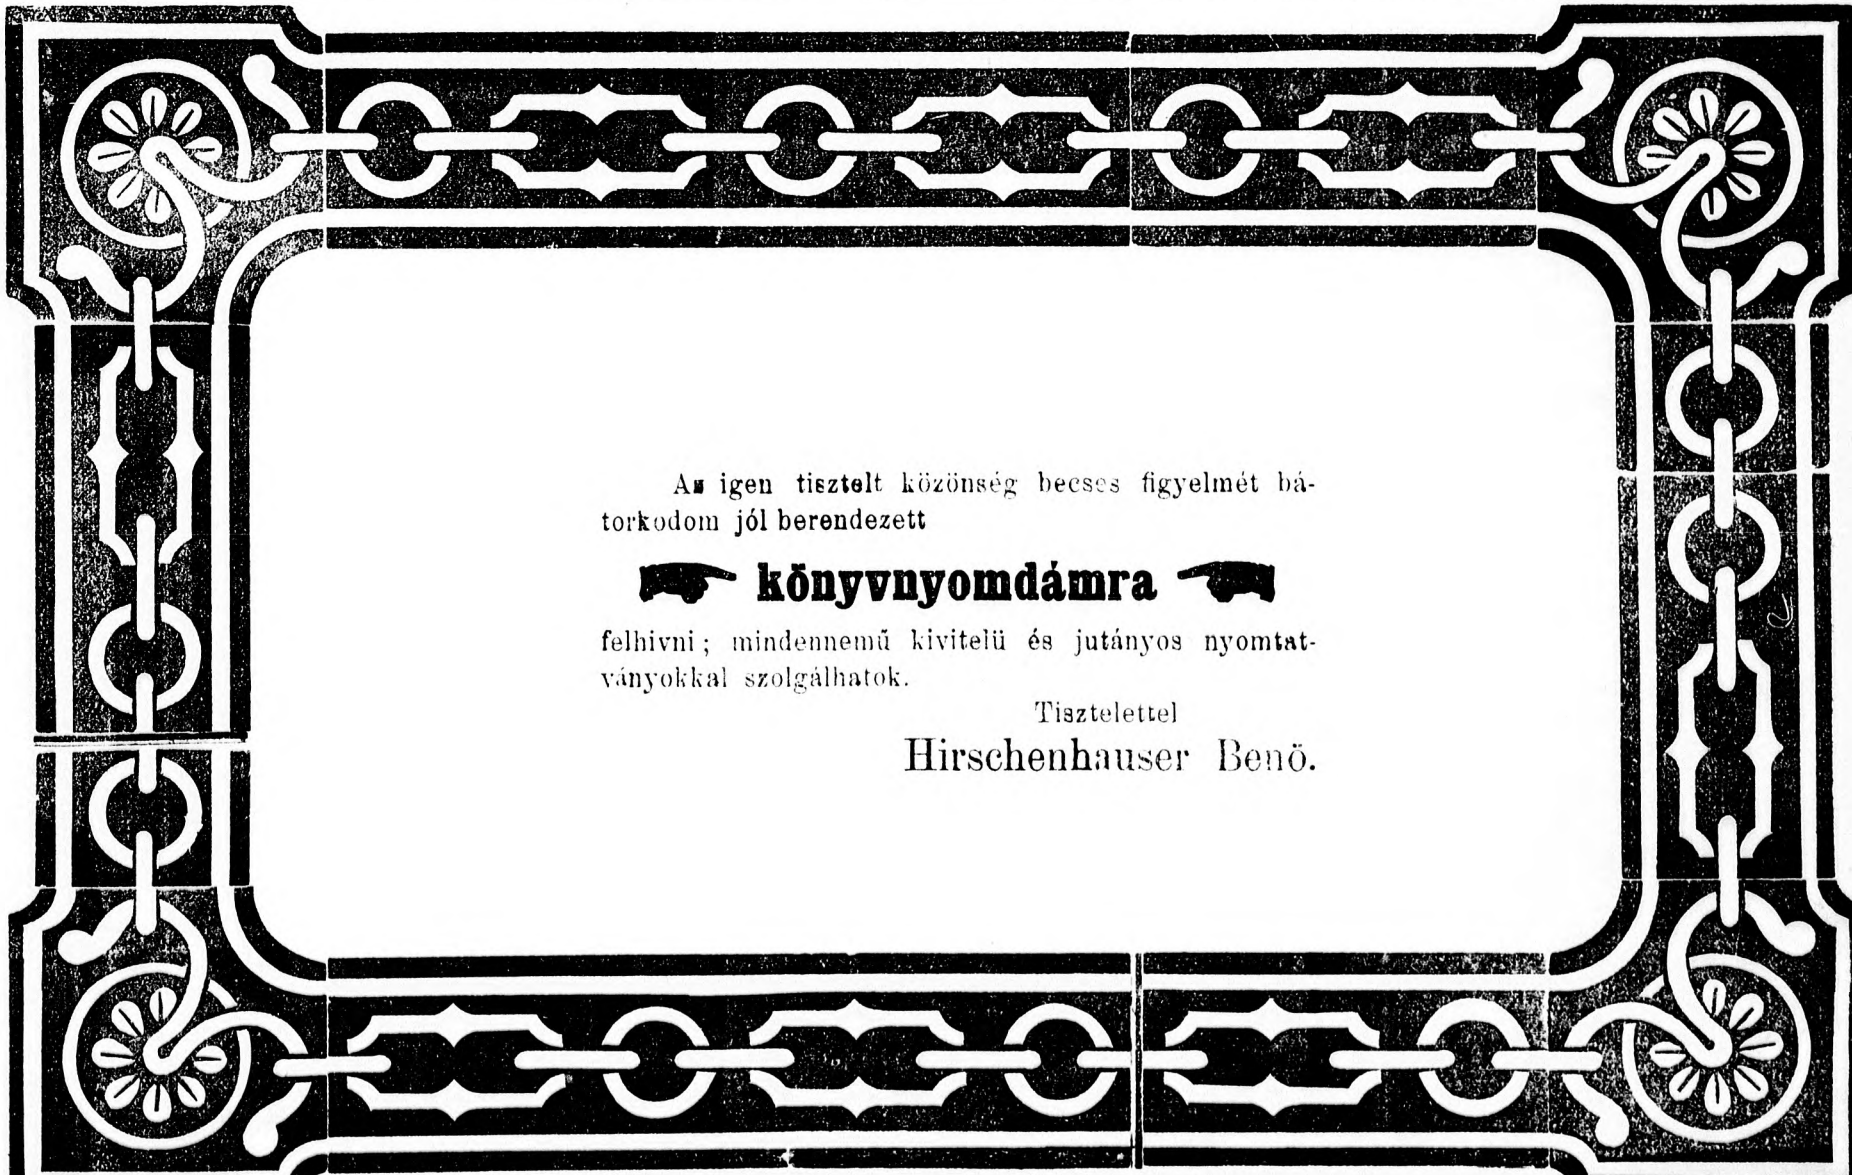 Az igen tisztelt közönség becses figyelmét bá-
torkodom jól berendezett
könyvnyomdámra
felhivni; mindennemű kivitelü és jutányos nyomtat-
ványokkal szolgálhatok.
Tisztelettel
Hirschenhauser Benő.